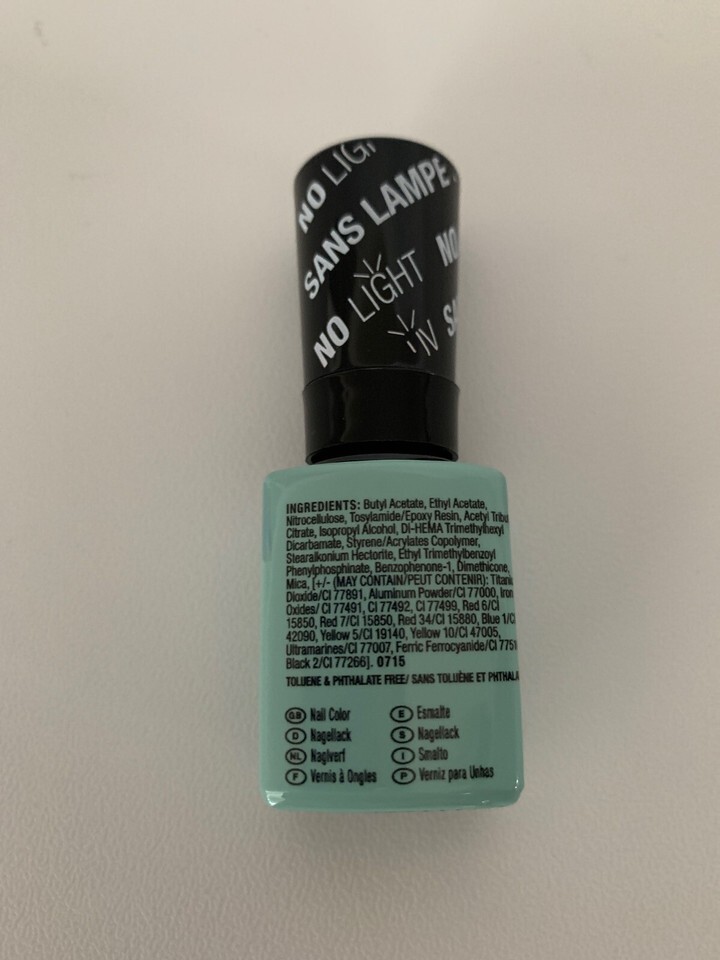 NO LIGHT
SANS LAMPE
NO LIGHT
NO
UV
INGREDIENTS: Butyl Acetate, Ethyl Acetate,
Nitrocellulose, Tosylamide/Epoxy Resin, Acetyl Tribu
Citrate, Isopropyl Alcohol, DI-HEMA Trimethylhexyl
Dicarbamate, Styrene/Acrylates Copolymer,
Stearalkonium Hectorite, Ethyl Trimethylbenzoyl
Phenylphosphinate, Benzophenone-1, Dimethicone,
Mica, [+/- (MAY CONTAIN/PEUT CONTENIR): Titaniu
Dioxide/CI 77891, Aluminum Powder/CI 77000, Iron
Oxides/ CI 77491, CI 77492, CI 77499, Red 6/CI
15850, Red 7/CI 15850, Red 34/CI 15880, Blue 1/CI
42090, Yellow 5/CI 19140, Yellow 10/CI 47005,
Ultramarines/CI 77007, Ferric Ferrocyanide/CI 7751
Black 2/CI 77266]. 0715
TOLUENE & PHTHALATE FREE/ SANS TOLUÈNE ET PHTHALA
GB Nail Color
D Nagellack
NL Naglverf
F Vernis à Ongles
E Esmalte
S Nagellack
I Smalto
P Verniz para Unhas